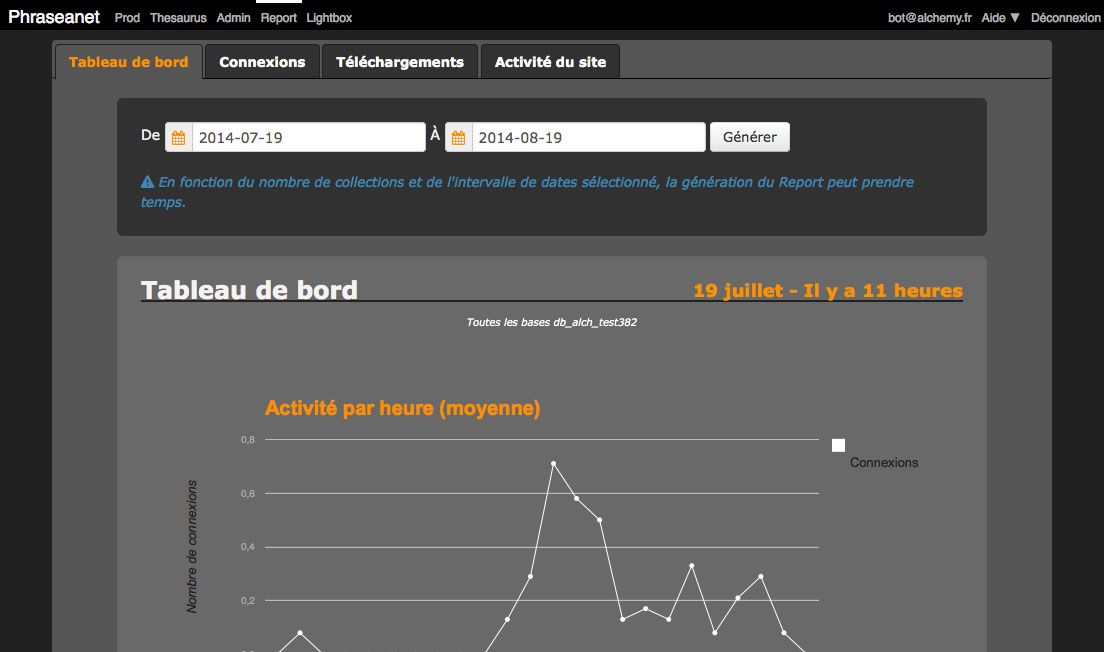 Phraseanet Prod Thesaurus Admin Report Lightbox bot@alchemy.fr Aide ▼ Déconnexion
Tableau de bord Connexions Téléchargements Activité du site
De 2014-07-19 À 2014-08-19 Générer
En fonction du nombre de collections et de l'intervalle de dates sélectionné, la génération du Report peut prendre
temps.
Tableau de bord 19 juillet - Il y a 11 heures
Toutes les bases db_alch_test382
Activité par heure (moyenne)
0,8
Connexions
0,6
Nombre de connexions
0,4
0,2